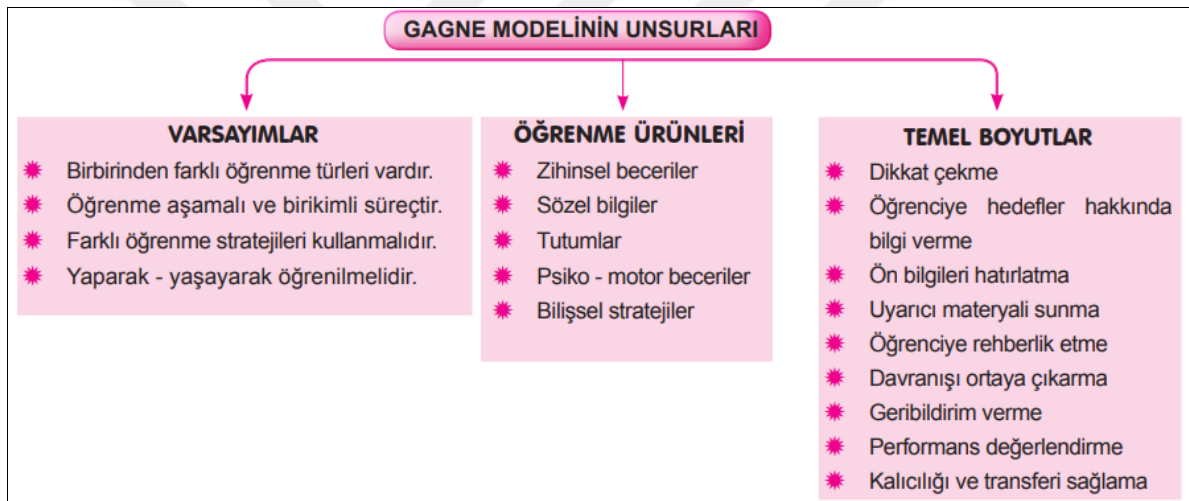 GAGNE MODELİNİN UNSURLARI
VARSAYIMLAR
Birbirinden farklı öğrenme türleri vardır.
Öğrenme aşamalı ve birikimli süreçtir.
Farklı öğrenme stratejileri kullanmalıdır.
Yaparak - yaşayarak öğrenilmelidir.
ÖĞRENME ÜRÜNLERİ
Zihinsel beceriler
Sözel bilgiler
Tutumlar
Psiko - motor beceriler
Bilişsel stratejiler
TEMEL BOYUTLAR
Dikkat çekme
Öğrenciye hedefler hakkında
bilgi verme
Ön bilgileri hatırlatma
Uyarıcı materyali sunma
Öğrenciye rehberlik etme
Davranışı ortaya çıkarma
Geribildirim verme
Performans değerlendirme
Kalıcılığı ve transferi sağlama